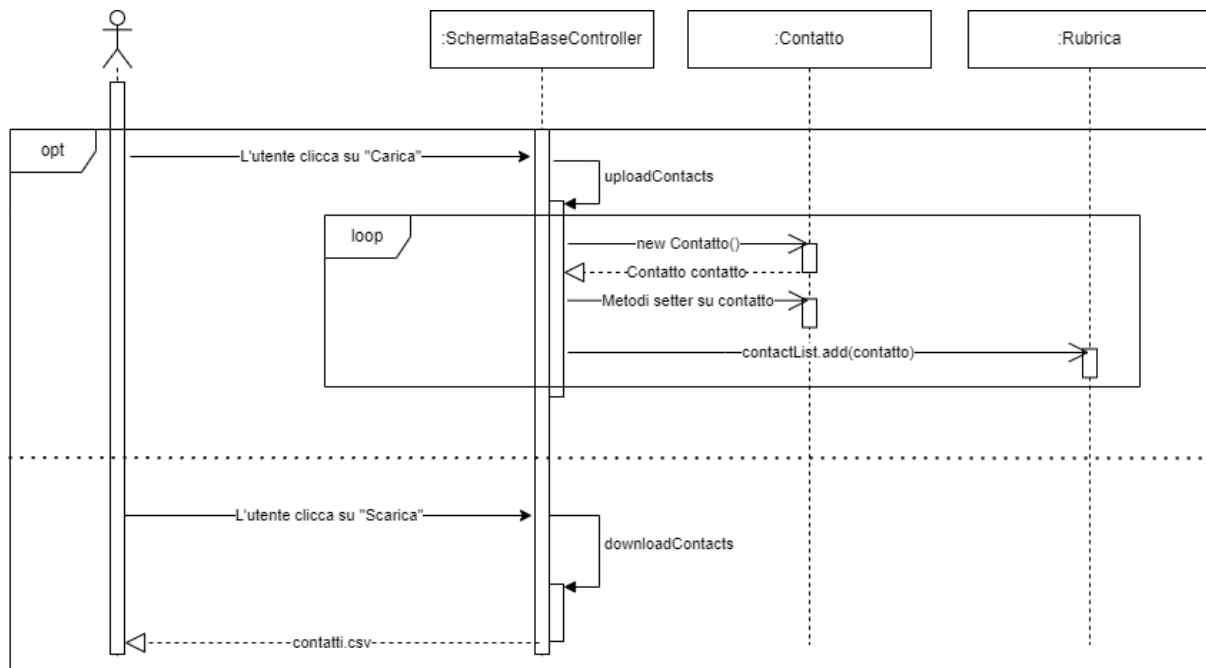 :SchermataBaseController
:Contatto
:Rubrica
opt
L'utente clicca su "Carica"
uploadContacts
loop
new Contatto()
Contatto contatto
Metodi setter su contatto
contactList.add(contatto)
L'utente clicca su "Scarica"
downloadContacts
contatti.csv